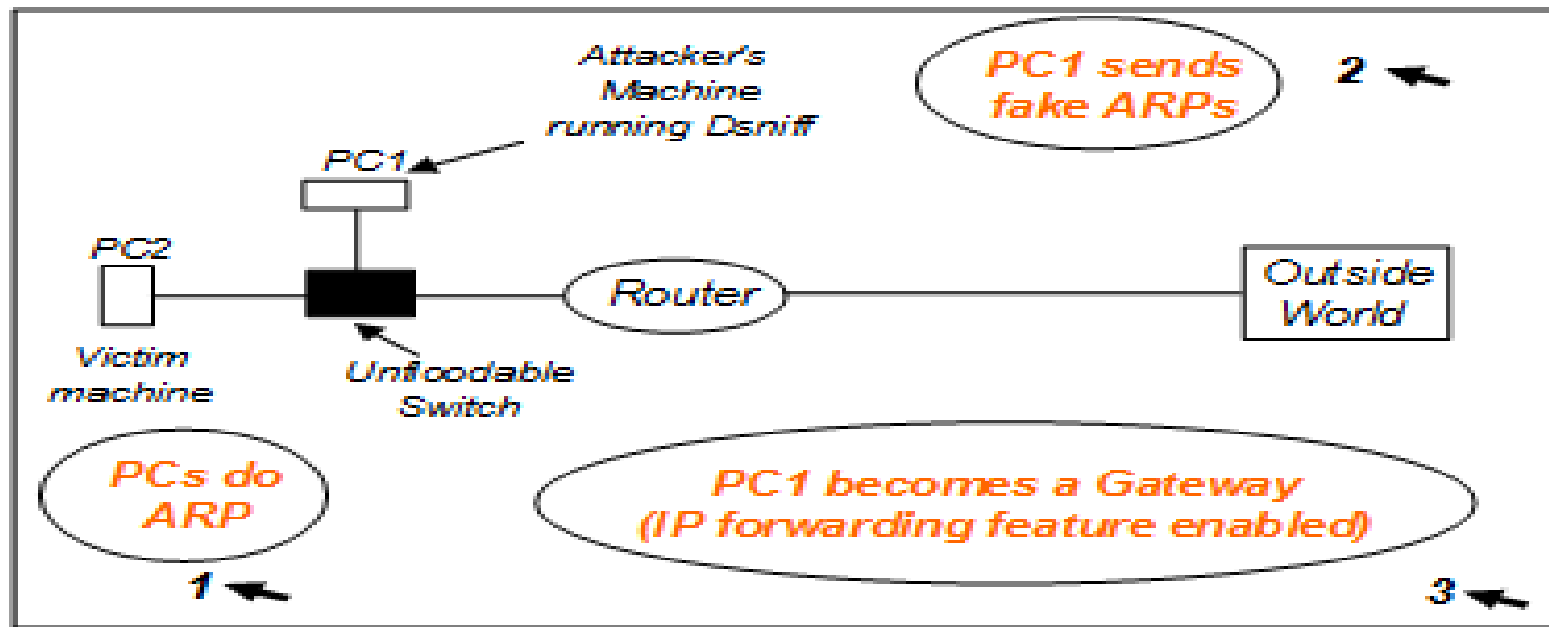 Attacker's
Machine
running Dsniff
PC1 sends
fake ARPs
2
PC1
PC2
Router
Outside
World
Victim
machine
Unfloodable
Switch
PCs do
ARP
1
PC1 becomes a Gateway
(IP forwarding feature enabled)
3